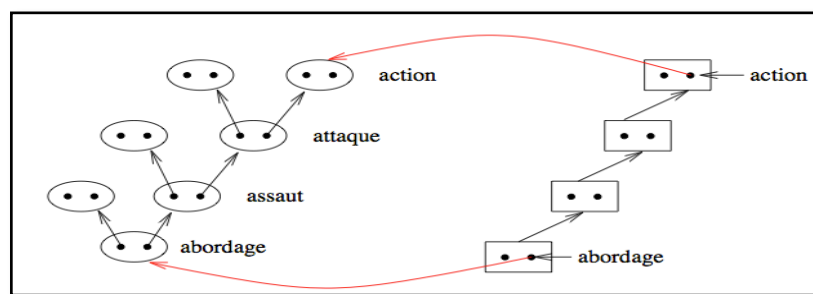 action
action
attaque
assaut
abordage
abordage